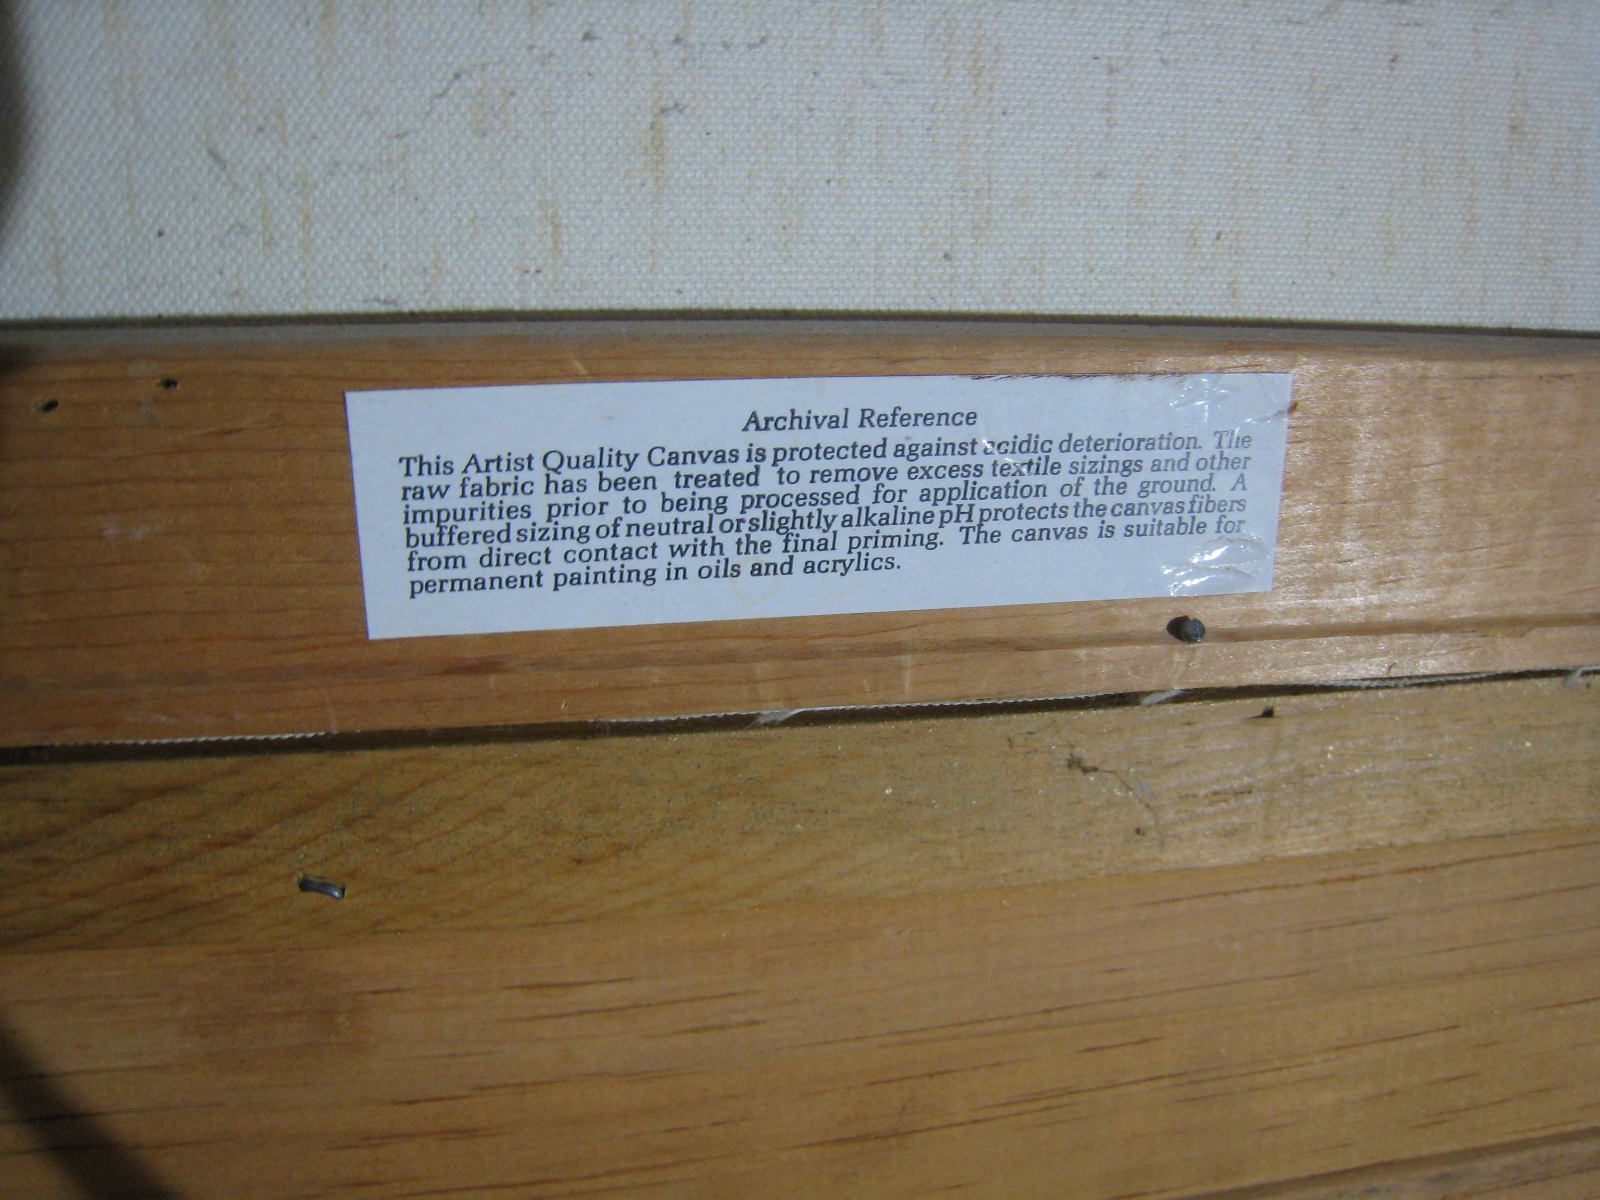 Archival Reference
This Artist Quality Canvas is protected against acidic deterioration. The
raw fabric has been treated to remove excess textile sizings and other
impurities prior to being processed for application of the ground. A
buffered sizing of neutral or slightly alkaline pH protects the canvas fibers
from direct contact with the final priming. The canvas is suitable for
permanent painting in oils and acrylics.